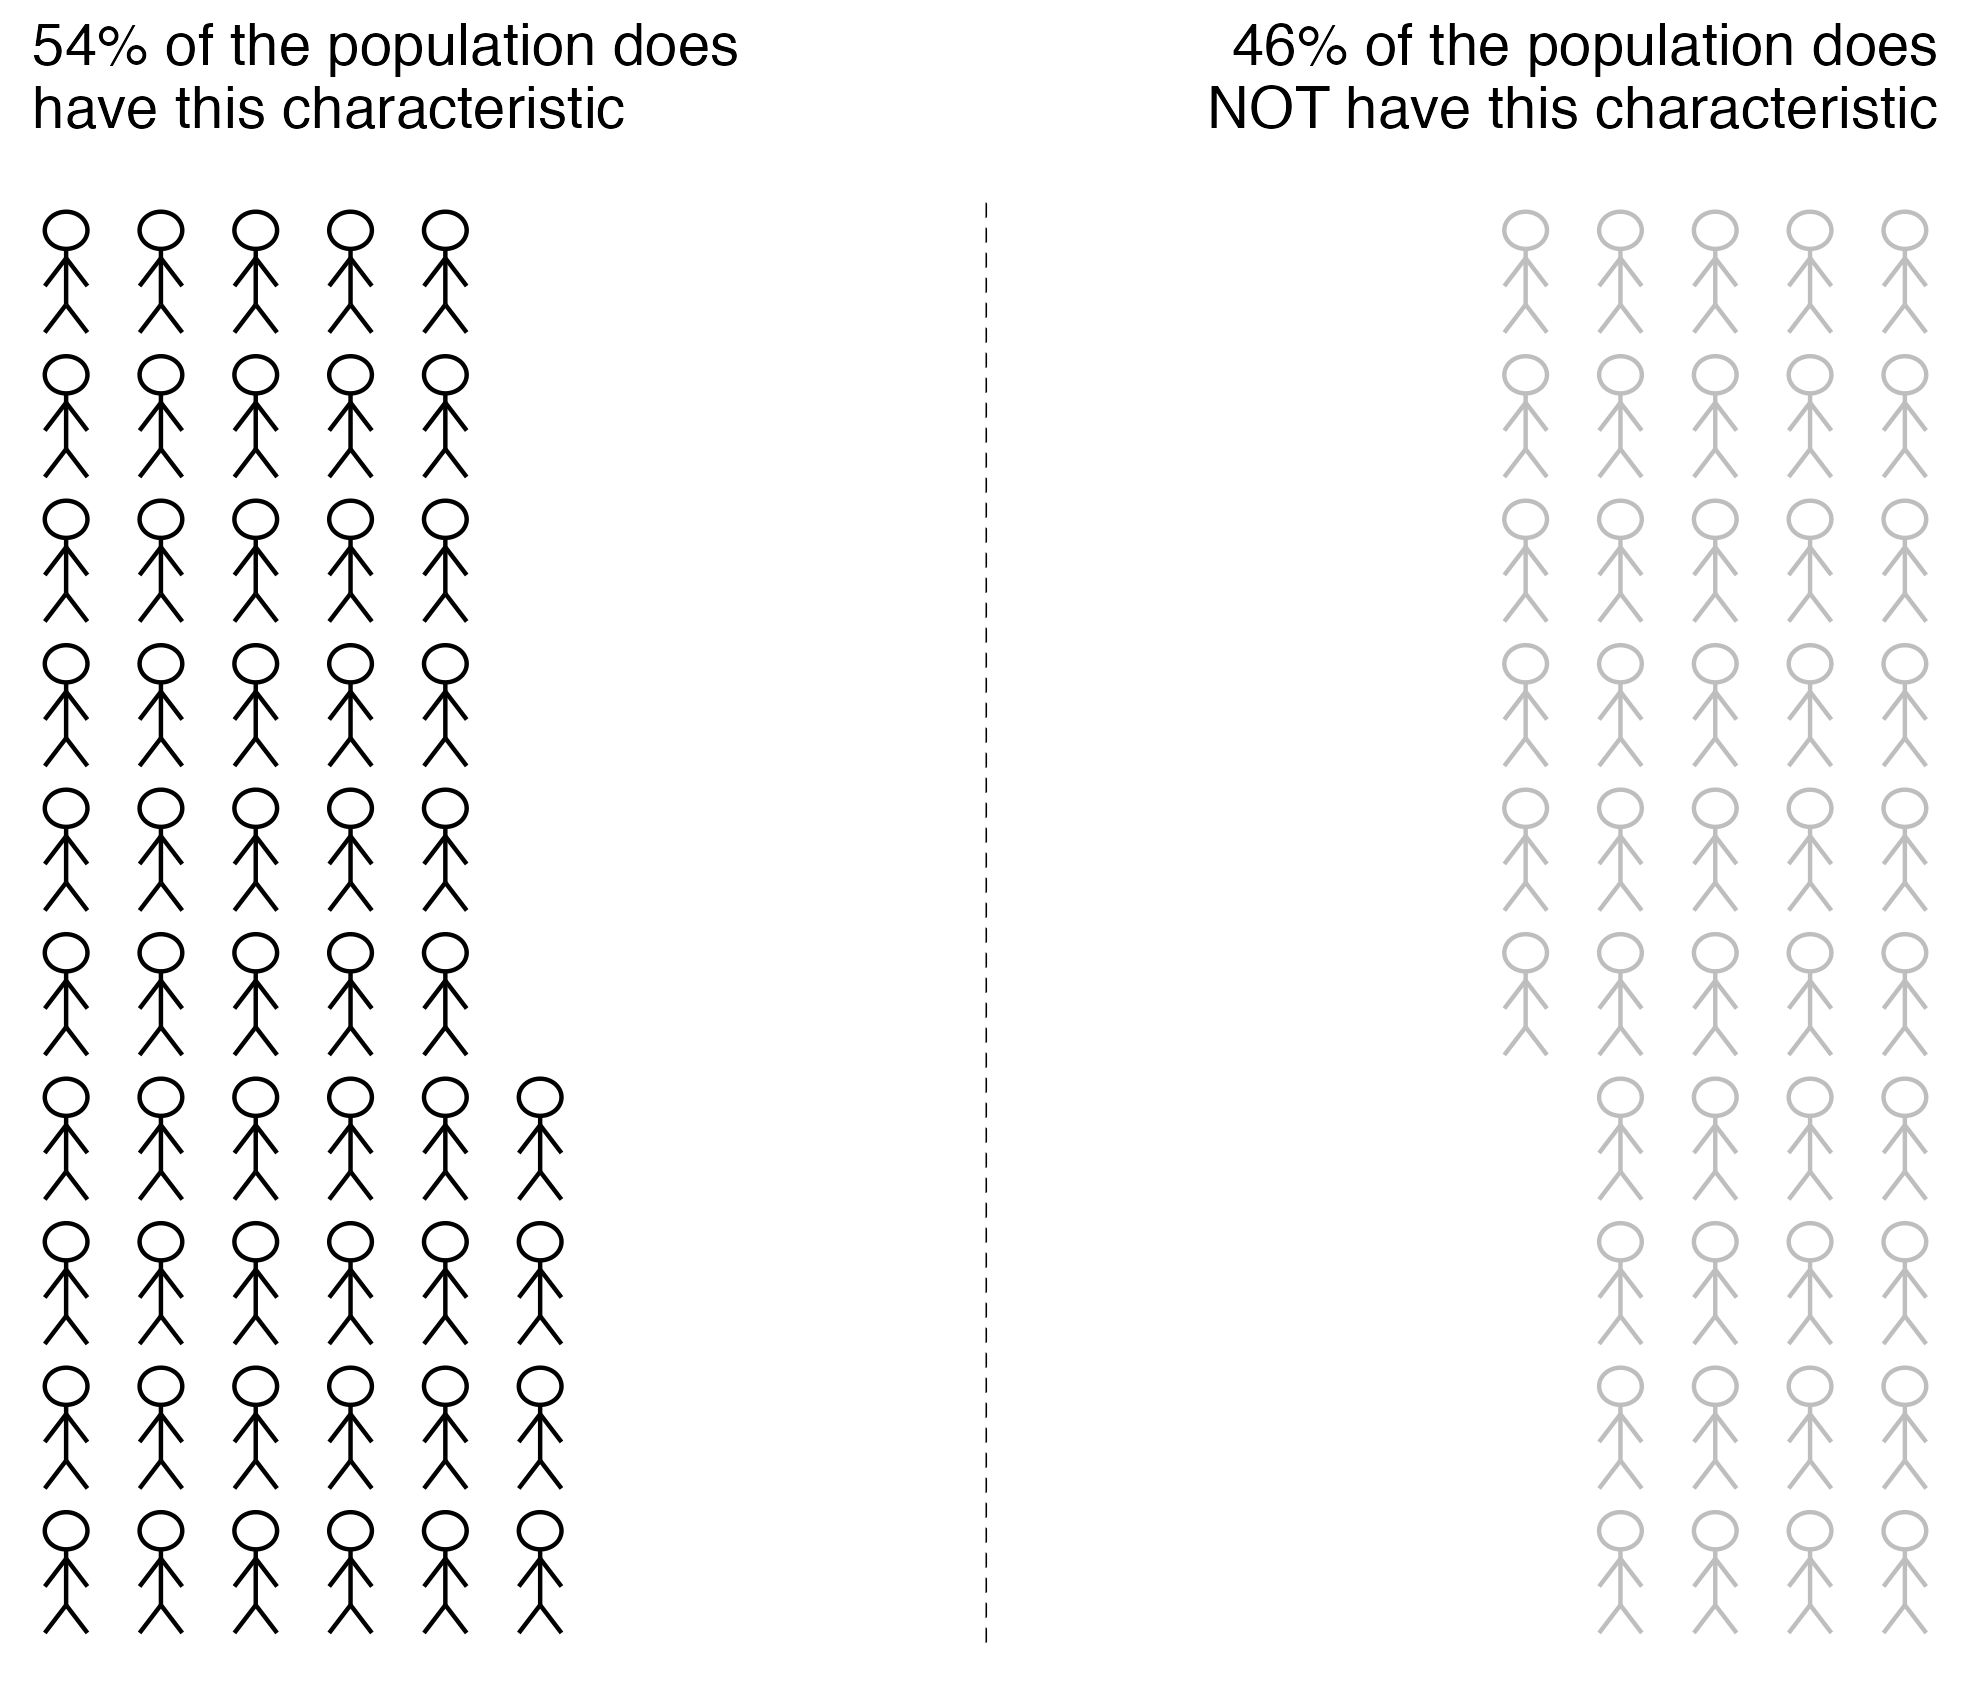 54% of the population does
have this characteristic
46% of the population does
NOT have this characteristic